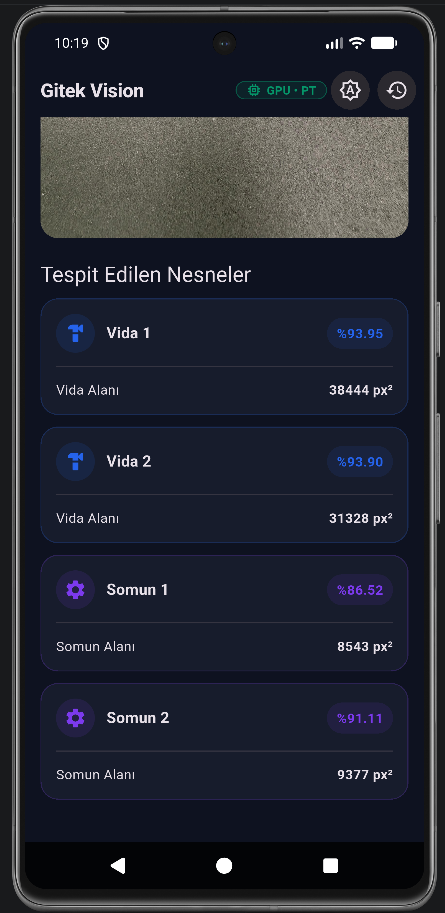 10:19
Gitek Vision
GPU • PT
A
Tespit Edilen Nesneler
Vida 1
%93.95
Vida Alanı
38444 px²
Vida 2
%93.90
Vida Alanı
31328 px²
Somun 1
%86.52
Somun Alanı
8543 px²
Somun 2
%91.11
Somun Alanı
9377 px²